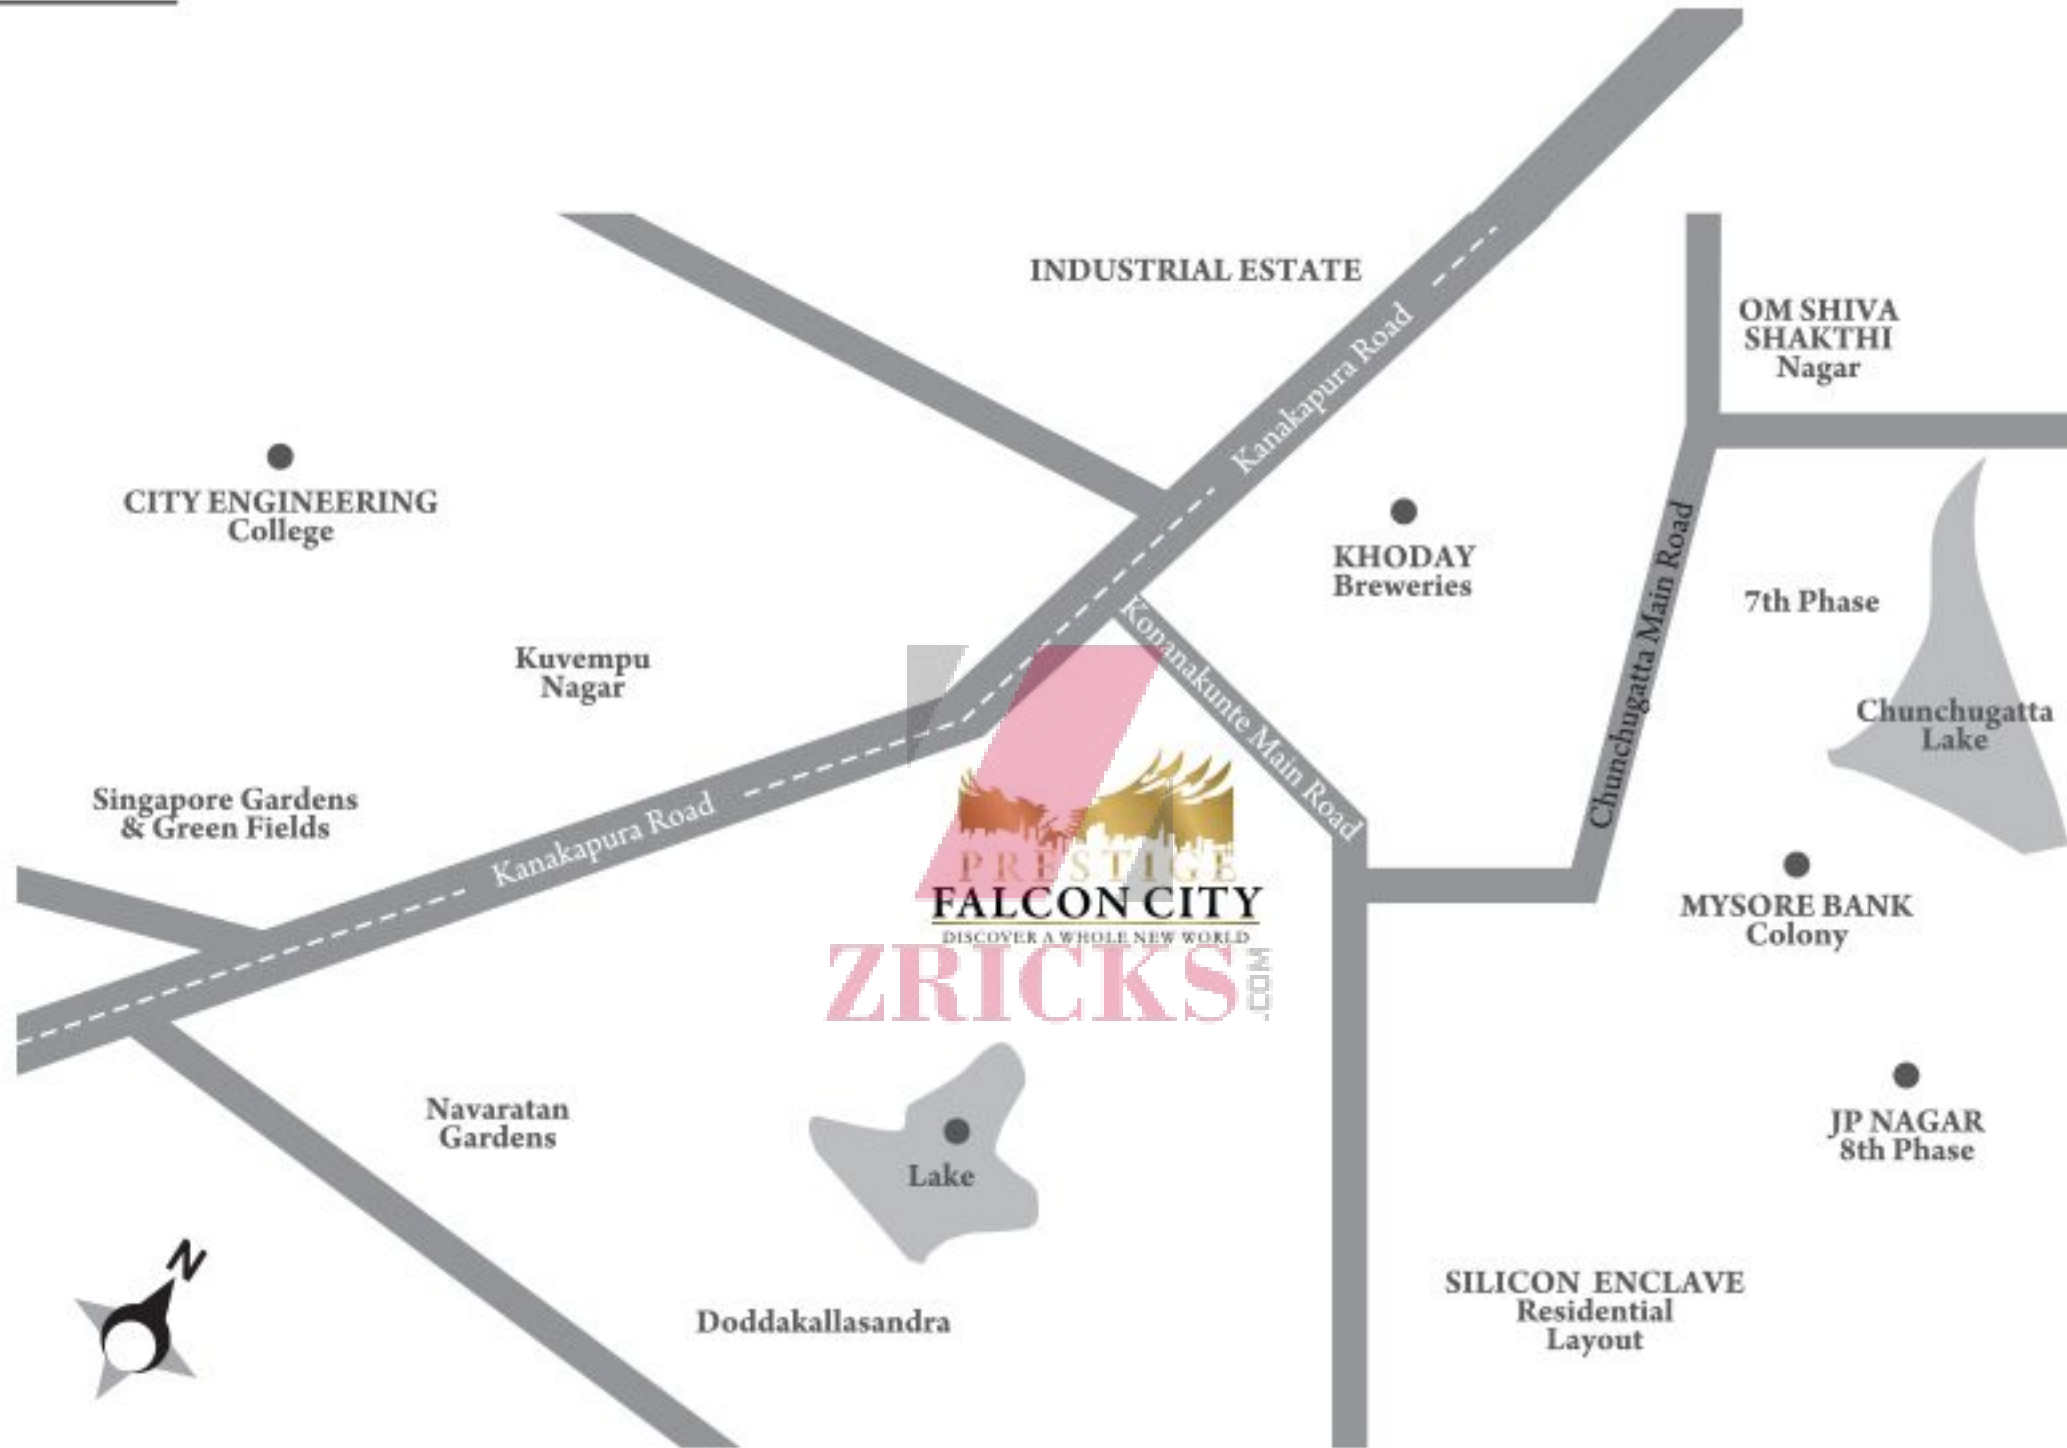 INDUSTRIAL ESTATE
OM SHIVA
SHAKTHI
Nagar
Kanakapura Road
CITY ENGINEERING
College
KHODAY
Breweries
Chunchugatta Main Road
7th Phase
Kuvempu
Nagar
Konanakunte Main Road
Chunchugatta
Lake
Singapore Gardens
& Green Fields
Kanakapura Road
PRESTIGE
FALCON CITY
DISCOVER A WHOLE NEW WORLD
ZRICKS
.COM
MYSORE BANK
Colony
Navaratan
Gardens
Lake
JP NAGAR
8th Phase
N
Doddakallasandra
SILICON ENCLAVE
Residential
Layout